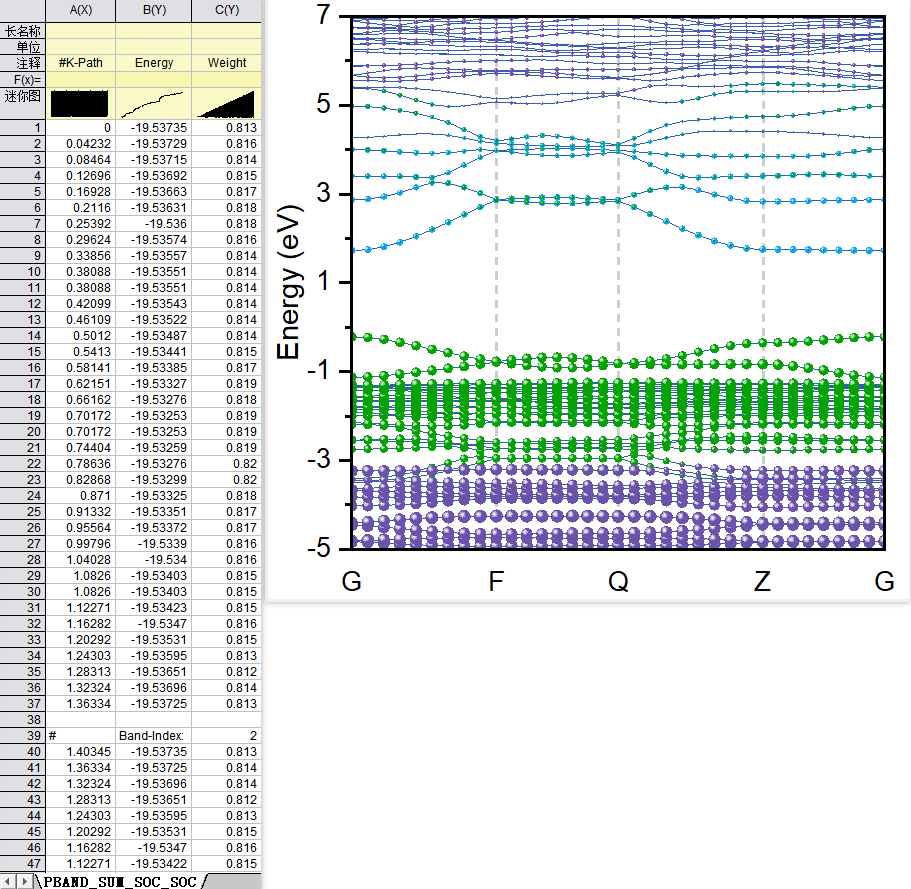 A(X) B(Y) C(Y)
长名称
单位
注释 #K-Path Energy Weight
F(x)=
迷你图
1 0 -19.53735 0.813
2 0.04232 -19.53729 0.816
3 0.08464 -19.53715 0.814
4 0.12696 -19.53692 0.815
5 0.16928 -19.53663 0.817
6 0.2116 -19.53631 0.818
7 0.25392 -19.536 0.818
8 0.29624 -19.53574 0.816
9 0.33856 -19.53557 0.814
10 0.38088 -19.53551 0.814
11 0.38088 -19.53551 0.814
12 0.42099 -19.53543 0.814
13 0.46109 -19.53522 0.814
14 0.5012 -19.53487 0.814
15 0.5413 -19.53441 0.815
16 0.58141 -19.53385 0.817
17 0.62151 -19.53327 0.819
18 0.66162 -19.53276 0.818
19 0.70172 -19.53253 0.819
20 0.70172 -19.53253 0.819
21 0.74404 -19.53259 0.819
22 0.78636 -19.53276 0.82
23 0.82868 -19.53299 0.82
24 0.871 -19.53325 0.818
25 0.91332 -19.53351 0.817
26 0.95564 -19.53372 0.817
27 0.99796 -19.5339 0.816
28 1.04028 -19.534 0.816
29 1.0826 -19.53403 0.815
30 1.0826 -19.53403 0.815
31 1.12271 -19.53423 0.815
32 1.16282 -19.5347 0.816
33 1.20292 -19.53531 0.815
34 1.24303 -19.53595 0.813
35 1.28313 -19.53651 0.812
36 1.32324 -19.53696 0.814
37 1.36334 -19.53725 0.813
38
39 # Band-Index: 2
40 1.40345 -19.53735 0.813
41 1.36334 -19.53725 0.814
42 1.32324 -19.53696 0.814
43 1.28313 -19.53651 0.812
44 1.24303 -19.53595 0.813
45 1.20292 -19.53531 0.815
46 1.16282 -19.5347 0.816
47 1.12271 -19.53422 0.815
PBAND_SUM_SOC_SOC
Energy (eV)
7
5
3
1
-1
-3
-5
G F Q Z G